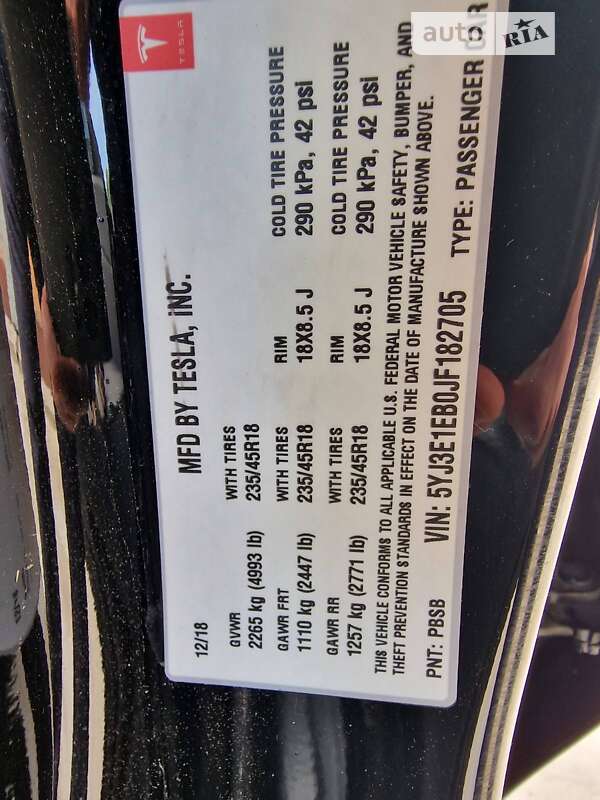 auto RIA
TESLA
MFD BY TESLA, INC.
12/18
GVWR WITH TIRES
2265 kg (4993 lb) 235/45R18
GAWR FRT WITH TIRES RIM COLD TIRE PRESSURE
1110 kg (2447 lb) 235/45R18 18X8.5 J 290 kPa, 42 psi
GAWR RR WITH TIRES RIM COLD TIRE PRESSURE
1257 kg (2771 lb) 235/45R18 18X8.5 J 290 kPa, 42 psi
THIS VEHICLE CONFORMS TO ALL APPLICABLE U.S. FEDERAL MOTOR VEHICLE SAFETY, BUMPER, AND
THEFT PREVENTION STANDARDS IN EFFECT ON THE DATE OF MANUFACTURE SHOWN ABOVE.
PNT: PBSB VIN: 5YJ3E1EB0JF182705 TYPE: PASSENGER CAR